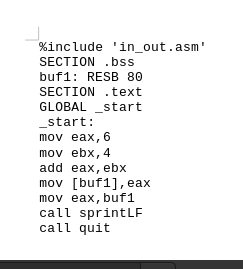 %include 'in_out.asm'
SECTION .bss
buf1: RESB 80
SECTION .text
GLOBAL _start
_start:
mov eax,6
mov ebx,4
add eax,ebx
mov [buf1],eax
mov eax,buf1
call sprintLF
call quit